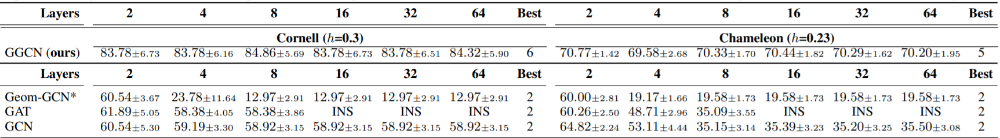 Layers 2 4 8 16 32 64 Best 2 4 8 16 32 64 Best
Cornell (h=0.3) Chameleon (h=0.23)
GGCN (ours) 83.78±6.73 83.78±6.16 84.86±5.69 83.78±6.73 83.78±6.51 84.32±5.90 6 70.77±1.42 69.58±2.68 70.33±1.70 70.44±1.82 70.29±1.62 70.20±1.95 5
Layers 2 4 8 16 32 64 Best 2 4 8 16 32 64 Best
Geom-GCN* 60.54±3.67 23.78±11.64 12.97±2.91 12.97±2.91 12.97±2.91 12.97±2.91 2 60.00±2.81 19.17±1.66 19.58±1.73 19.58±1.73 19.58±1.73 19.58±1.73 2
GAT 61.89±5.05 58.38±4.05 58.38±3.86 INS INS INS 2 60.26±2.50 48.71±2.96 35.09±3.55 INS INS INS 2
GCN 60.54±5.30 59.19±3.30 58.92±3.15 58.92±3.15 58.92±3.15 58.92±3.15 2 64.82±2.24 53.11±4.44 35.15±3.14 35.39±3.23 35.20±3.25 35.50±3.08 2